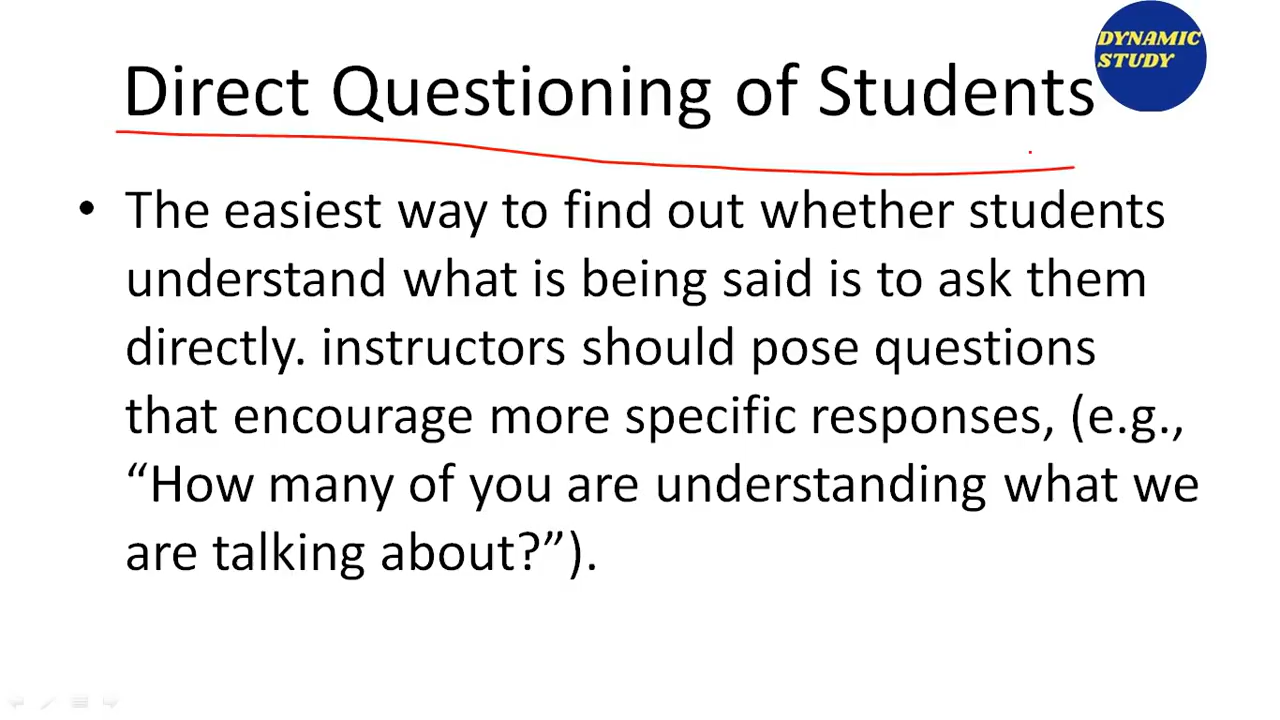 DYNAMIC
STUDY
Direct Questioning of Students
• The easiest way to find out whether students
understand what is being said is to ask them
directly. instructors should pose questions
that encourage more specific responses, (e.g.,
“How many of you are understanding what we
are talking about?”).